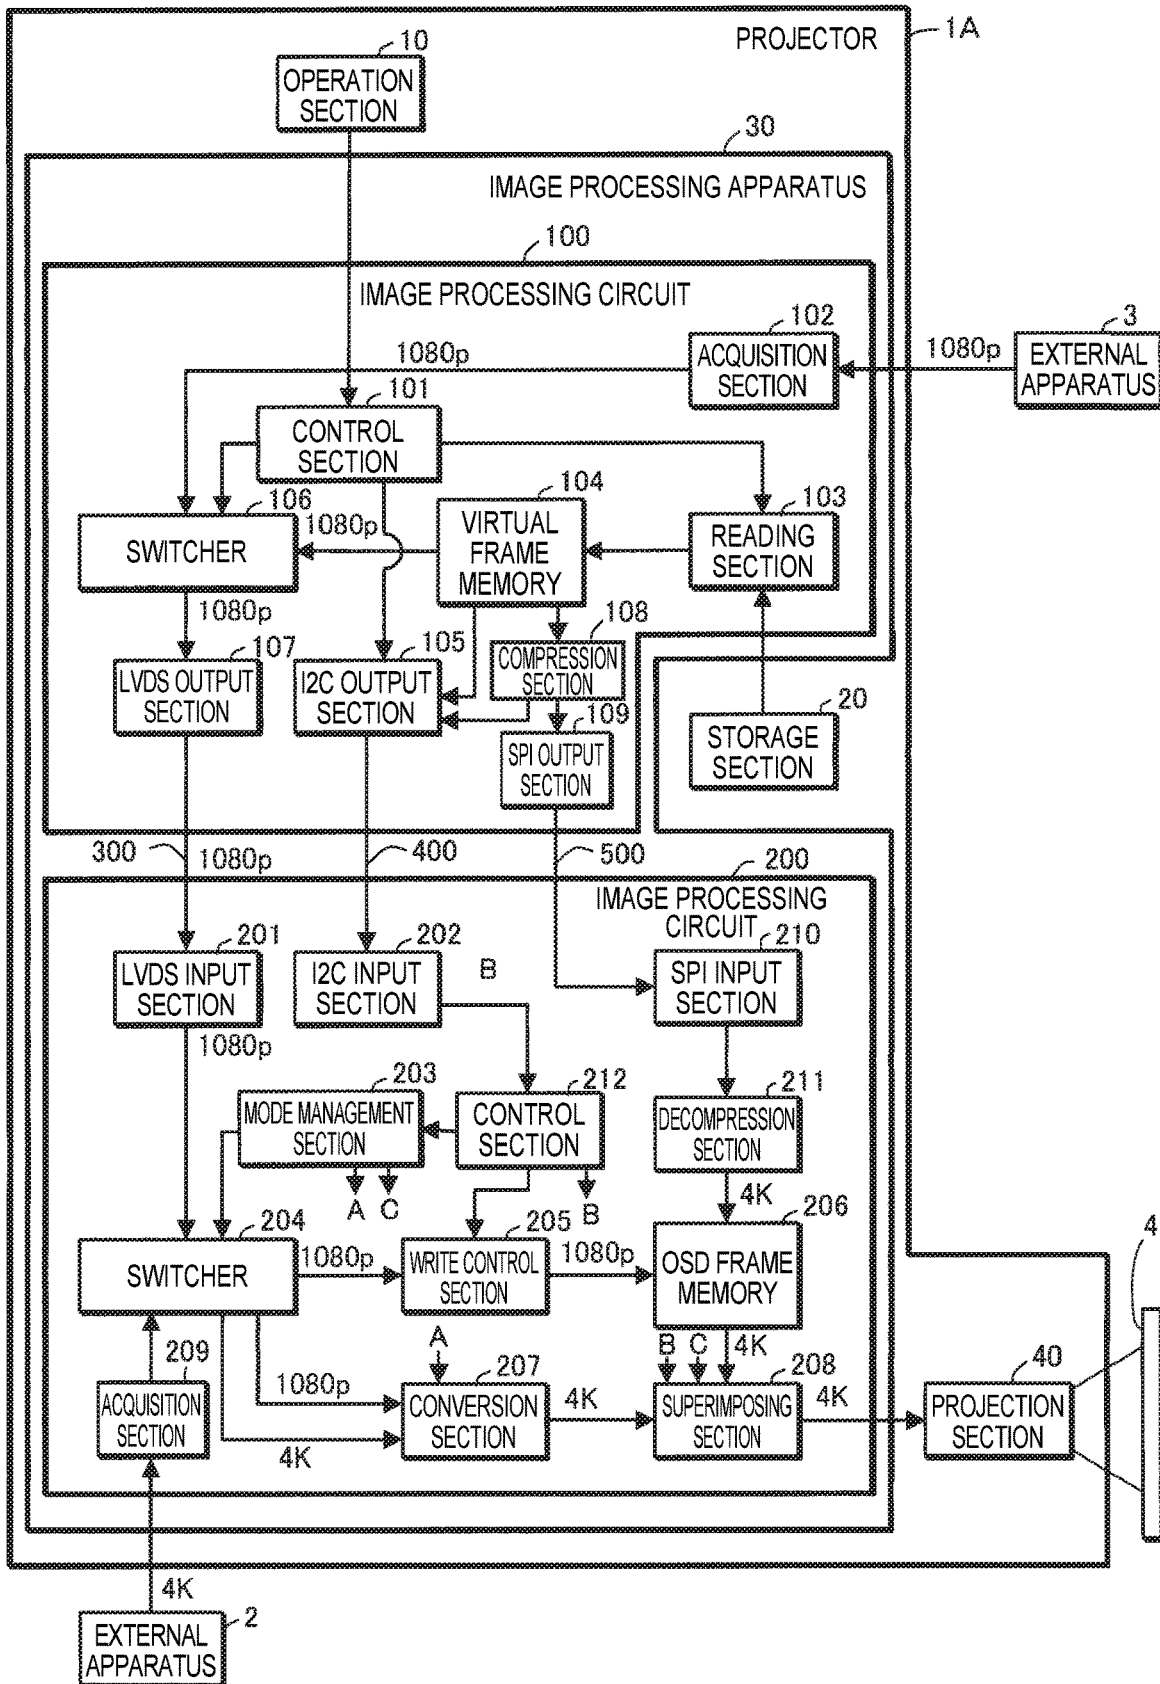 PROJECTOR
1A
10
OPERATION
SECTION
30
IMAGE PROCESSING APPARATUS
100
IMAGE PROCESSING CIRCUIT
102
ACQUISITION
SECTION
1080p
1080p
3
EXTERNAL
APPARATUS
101
CONTROL
SECTION
106
SWITCHER
1080p
104
VIRTUAL
FRAME
MEMORY
103
READING
SECTION
1080p
107
LVDS OUTPUT
SECTION
105
I2C OUTPUT
SECTION
108
COMPRESSION
SECTION
109
SPI OUTPUT
SECTION
20
STORAGE
SECTION
300
1080p
400
500
200
IMAGE PROCESSING
CIRCUIT
201
LVDS INPUT
SECTION
202
I2C INPUT
SECTION
B
210
SPI INPUT
SECTION
1080p
203
MODE MANAGEMENT
SECTION
212
CONTROL
SECTION
211
DECOMPRESSION
SECTION
A
C
B
4K
204
SWITCHER
1080p
205
WRITE CONTROL
SECTION
1080p
206
OSD FRAME
MEMORY
4
209
ACQUISITION
SECTION
A
B
C
4K
1080p
4K
207
CONVERSION
SECTION
4K
208
SUPERIMPOSING
SECTION
4K
40
PROJECTION
SECTION
4K
2
EXTERNAL
APPARATUS